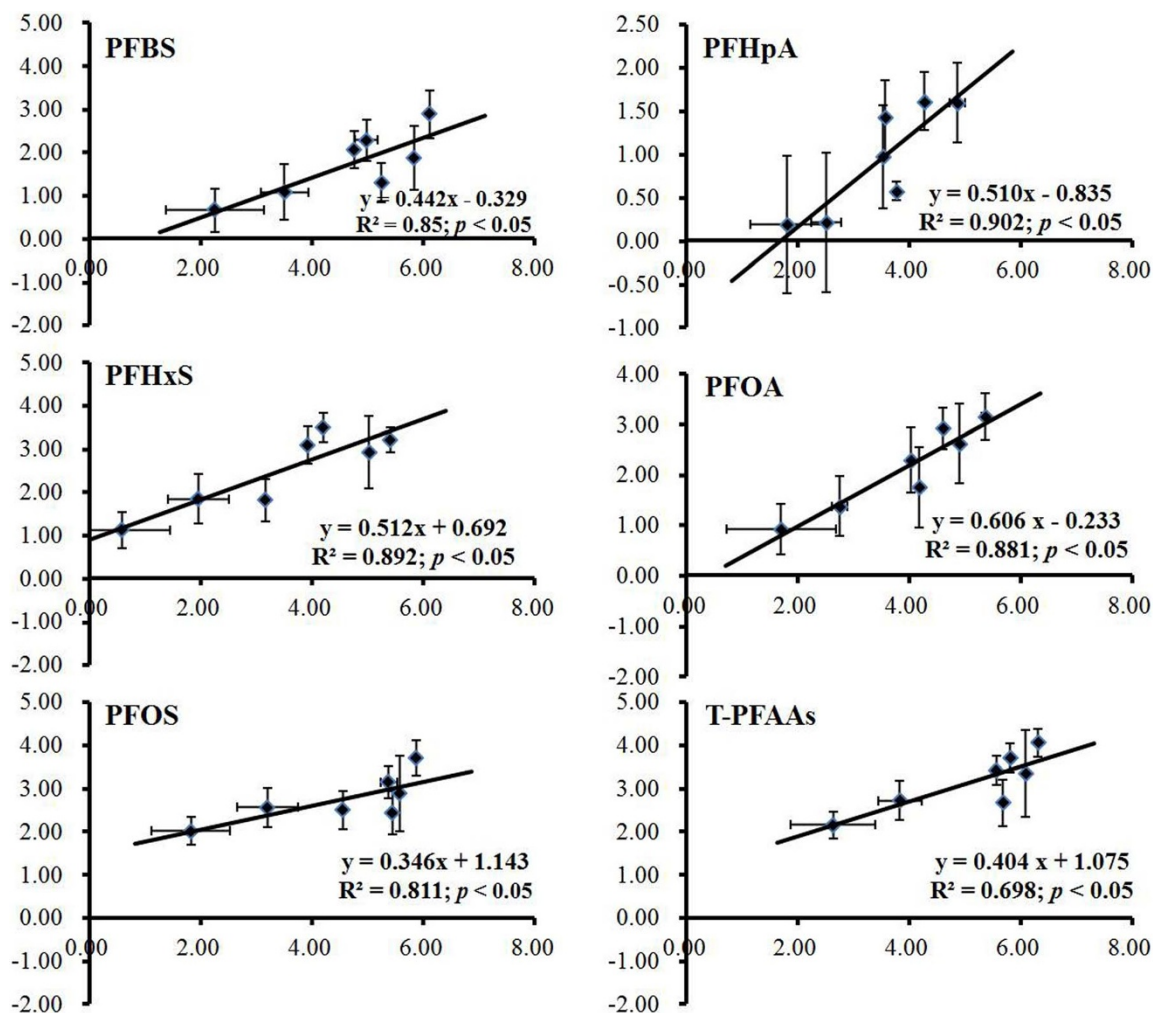 PFBS
5.00
4.00
3.00
2.00
1.00
0.00
-1.00
-2.00
0.00 2.00 4.00 6.00 8.00
y = 0.442x - 0.329
R² = 0.85; p < 0.05
PFHpA
2.50
2.00
1.50
1.00
0.50
0.00
-0.50
-1.00
0.00 2.00 4.00 6.00 8.00
y = 0.510x - 0.835
R² = 0.902; p < 0.05
PFHxS
5.00
4.00
3.00
2.00
1.00
0.00
-1.00
-2.00
0.00 2.00 4.00 6.00 8.00
y = 0.512x + 0.692
R² = 0.892; p < 0.05
PFOA
4.00
3.00
2.00
1.00
0.00
-1.00
-2.00
0.00 2.00 4.00 6.00 8.00
y = 0.606 x - 0.233
R² = 0.881; p < 0.05
PFOS
5.00
4.00
3.00
2.00
1.00
0.00
-1.00
-2.00
0.00 2.00 4.00 6.00 8.00
y = 0.346x + 1.143
R² = 0.811; p < 0.05
T-PFAAs
5.00
4.00
3.00
2.00
1.00
0.00
-1.00
-2.00
0.00 2.00 4.00 6.00 8.00
y = 0.404 x + 1.075
R² = 0.698; p < 0.05